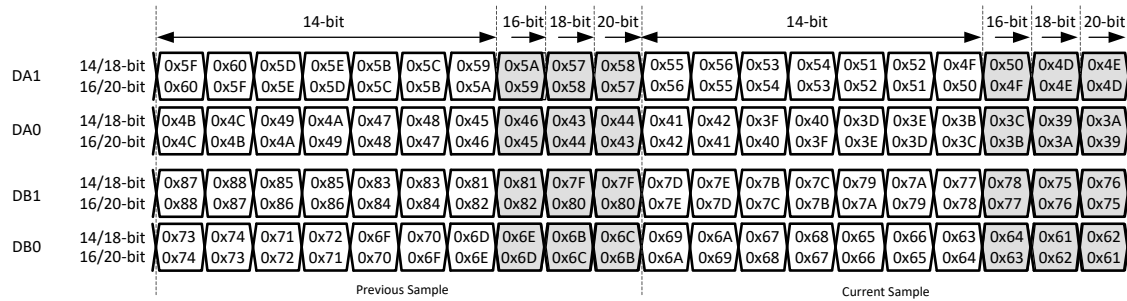 14-bit 16-bit 18-bit 20-bit 14-bit 16-bit 18-bit 20-bit
DA1
14/18-bit 0x5F 0x60 0x5D 0x5E 0x5B 0x5C 0x59 0x5A 0x57 0x58 0x55 0x56 0x53 0x54 0x51 0x52 0x4F 0x50 0x4D 0x4E
16/20-bit 0x60 0x5F 0x5E 0x5D 0x5C 0x5B 0x5A 0x59 0x58 0x57 0x56 0x55 0x54 0x53 0x52 0x51 0x50 0x4F 0x4E 0x4D
DA0
14/18-bit 0x4B 0x4C 0x49 0x4A 0x47 0x48 0x45 0x46 0x43 0x44 0x41 0x42 0x3F 0x40 0x3D 0x3E 0x3B 0x3C 0x39 0x3A
16/20-bit 0x4C 0x4B 0x4A 0x49 0x48 0x47 0x46 0x45 0x44 0x43 0x42 0x41 0x40 0x3F 0x3E 0x3D 0x3C 0x3B 0x3A 0x39
DB1
14/18-bit 0x87 0x88 0x85 0x85 0x83 0x83 0x81 0x81 0x7F 0x7F 0x7D 0x7E 0x7B 0x7C 0x79 0x7A 0x77 0x78 0x75 0x76
16/20-bit 0x88 0x87 0x86 0x86 0x84 0x84 0x82 0x82 0x80 0x80 0x7E 0x7D 0x7C 0x7B 0x7A 0x79 0x78 0x77 0x76 0x75
DB0
14/18-bit 0x73 0x74 0x71 0x72 0x6F 0x70 0x6D 0x6E 0x6B 0x6C 0x69 0x6A 0x67 0x68 0x65 0x66 0x63 0x64 0x61 0x62
16/20-bit 0x74 0x73 0x72 0x71 0x70 0x6F 0x6E 0x6D 0x6C 0x6B 0x6A 0x69 0x68 0x67 0x66 0x65 0x64 0x63 0x62 0x61
Previous Sample Current Sample